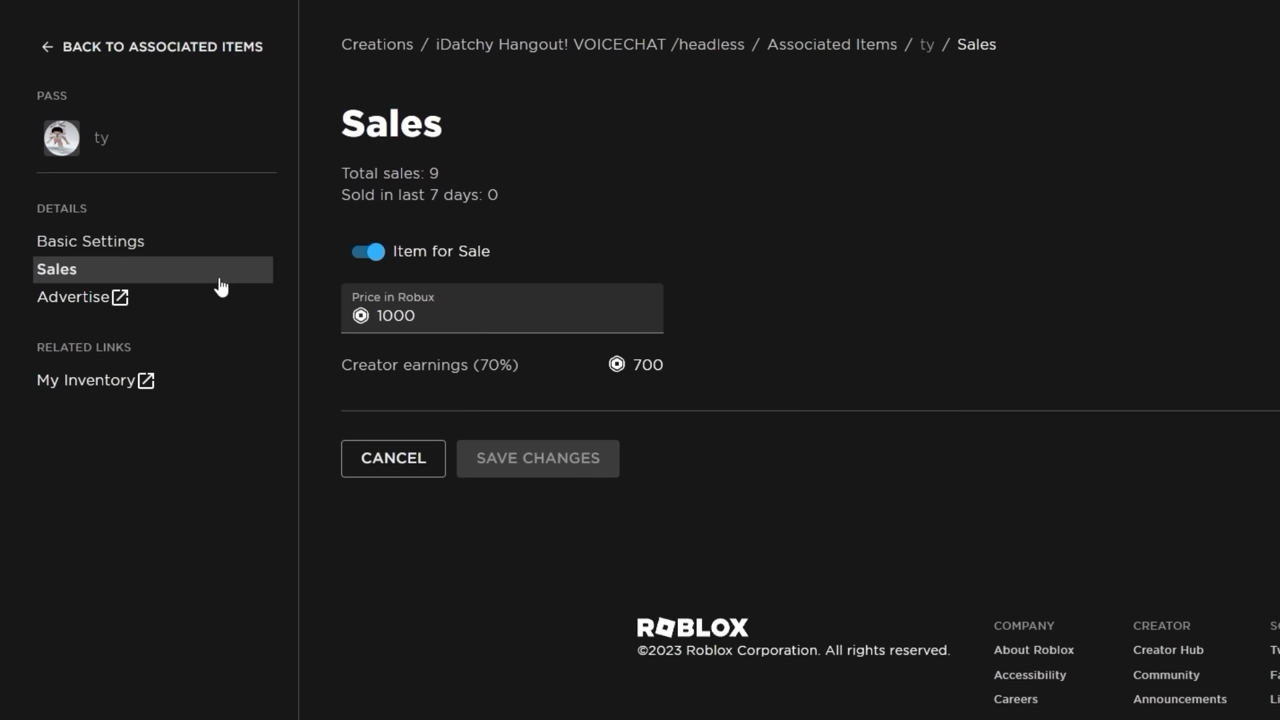 BACK TO ASSOCIATED ITEMS
PASS
ty
DETAILS
Basic Settings
Sales
Advertise
RELATED LINKS
My Inventory
Creations / iDatchy Hangout! VOICECHAT /headless / Associated Items / ty / Sales
Sales
Total sales: 9
Sold in last 7 days: 0
Item for Sale
Price in Robux
1000
Creator earnings (70%) 700
CANCEL SAVE CHANGES
ROBLOX
©2023 Roblox Corporation. All rights reserved.
COMPANY
About Roblox
Accessibility
Careers
CREATOR
Creator Hub
Community
Announcements